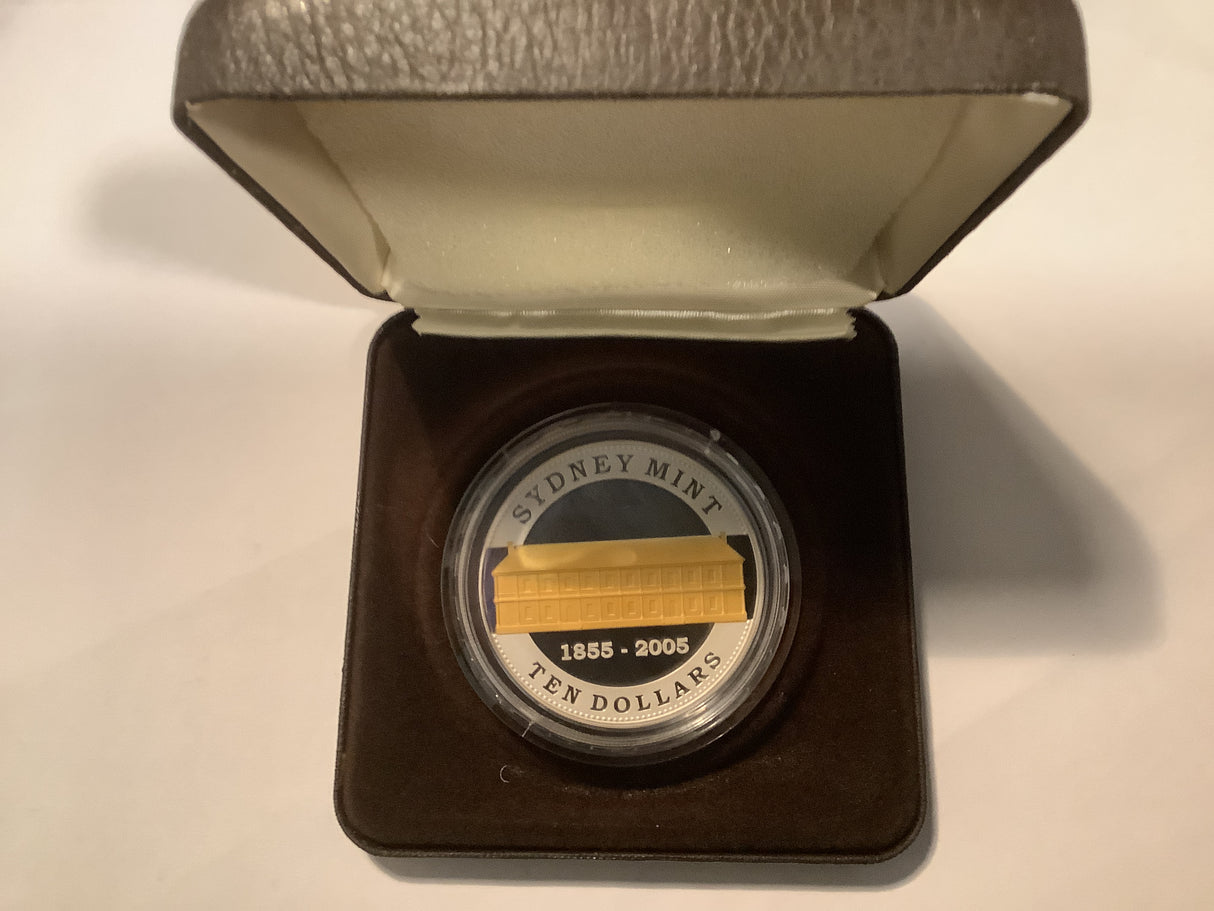 SYDNEY MINT
1855 - 2005
TEN DOLLARS